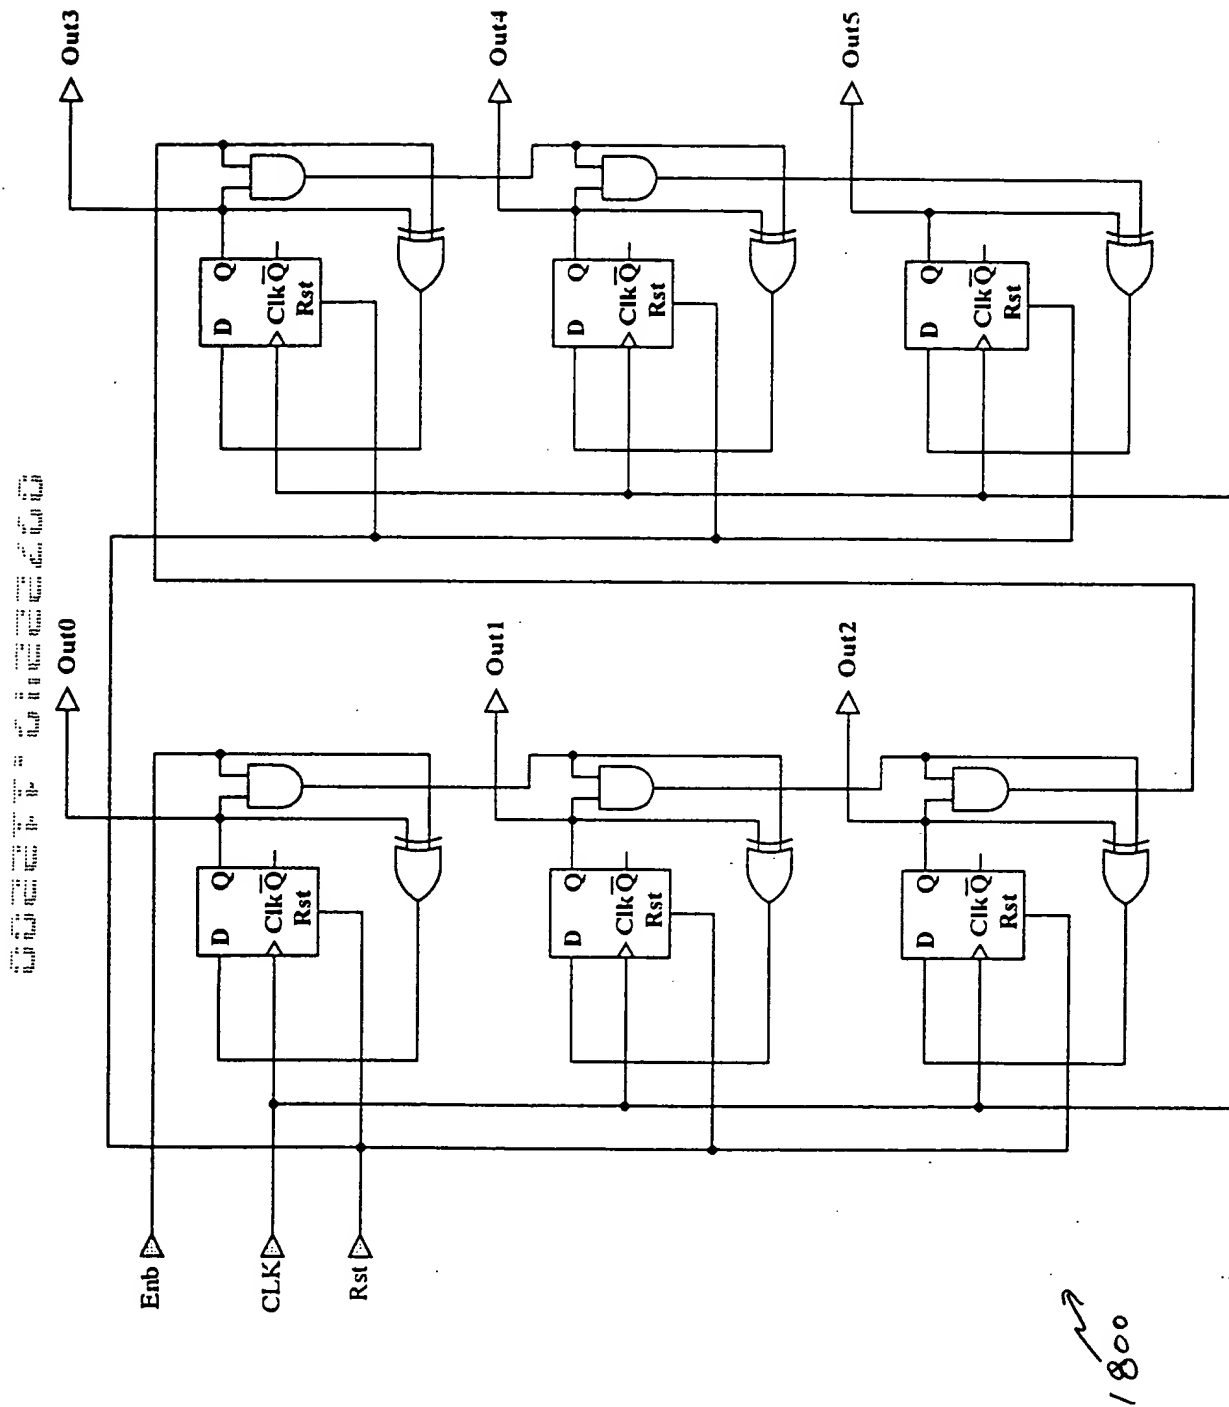 Out3
Out4
Out5
D Q
Clk Q
Rst
D Q
Clk Q
Rst
D Q
Clk Q
Rst
Out0
Out1
Out2
D Q
Clk Q
Rst
D Q
Clk Q
Rst
D Q
Clk Q
Rst
Enb
CLK
Rst
1800